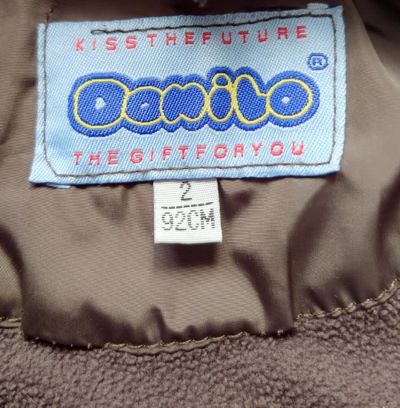 KISSTHEFUTURE
Danilo®
THEGIFTFORYOU
2
92CM